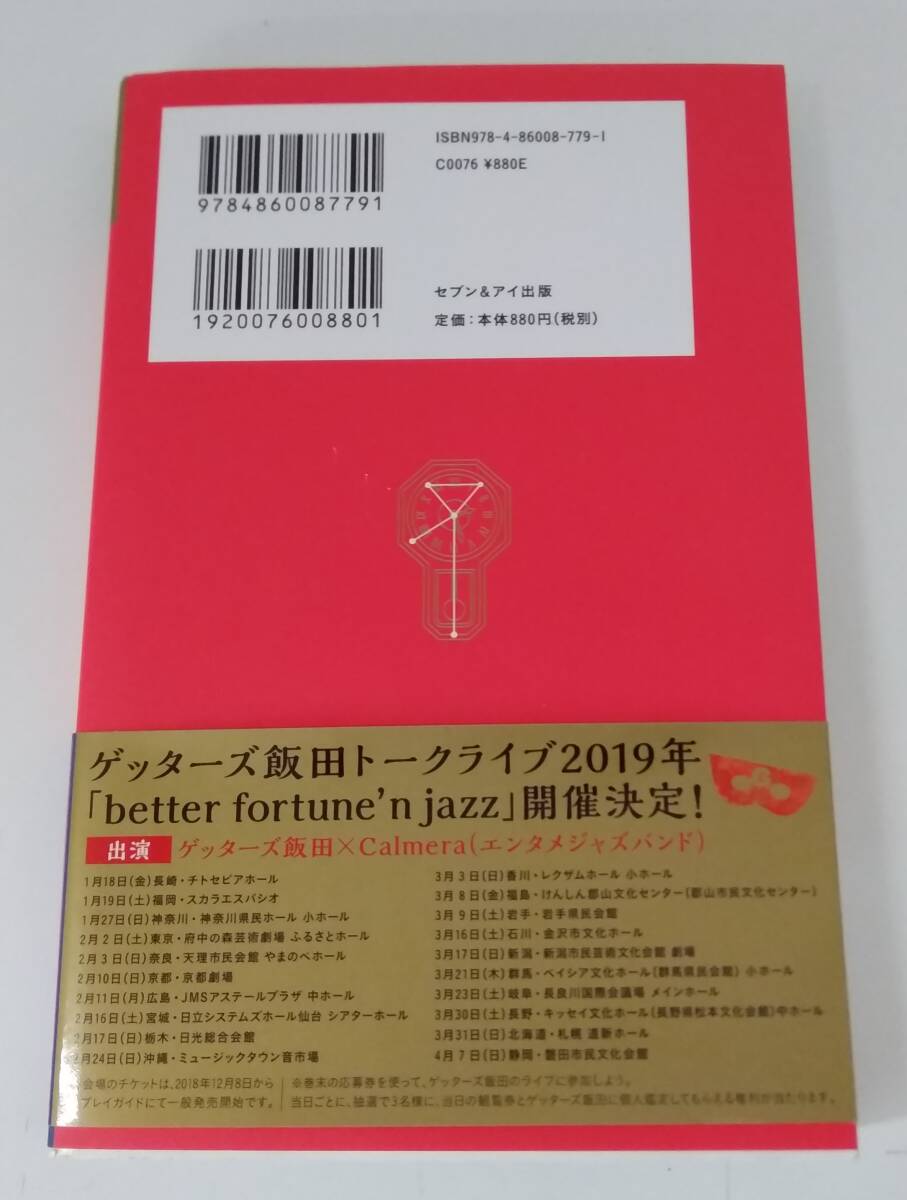 ISBN978-4-86008-779-1
C0076 ¥880E
9784860087791
1920076008801
セブン&アイ出版
定価：本体880円（税別）
ゲッターズ飯田トークライブ2019年
「better fortune'n jazz」開催決定！
出演 ゲッターズ飯田×Calmera（エンタメジャズバンド）
1月18日（金）長崎・チトセピアホール
1月19日（土）福岡・スカラエスパシオ
1月27日（日）神奈川・神奈川県民ホール 小ホール
2月 2日（土）東京・府中の森芸術劇場 ふるさとホール
2月 3日（日）奈良・天理市民会館 やまのべホール
2月10日（日）京都・京都劇場
2月11日（月）広島・JMSアステールプラザ 中ホール
2月16日（土）宮城・日立システムズホール仙台 シアターホール
2月17日（日）栃木・日光総合会館
2月24日（日）沖縄・ミュージックタウン音市場
3月 3日（日）香川・レクザムホール 小ホール
3月 8日（金）福島・けんしん郡山文化センター（郡山市民文化センター）
3月 9日（土）岩手・岩手県民会館
3月16日（土）石川・金沢市文化ホール
3月17日（日）新潟・新潟市民芸術文化会館 劇場
3月21日（木）群馬・ベイシア文化ホール（群馬県民会館） 小ホール
3月23日（土）岐阜・長良川国際会議場 メインホール
3月30日（土）長野・キッセイ文化ホール（長野県松本文化会館）中ホール
3月31日（日）北海道・札幌 道新ホール
4月 7日（日）静岡・磐田市民文化会館
会場のチケットは、2018年12月8日から
プレイガイドにて一般発売開始です。
※巻末の応募券を使って、ゲッターズ飯田のライブに参加しよう。
当日ごとに、抽選で3名様に、当日の観覧券とゲッターズ飯田に個人鑑定してもらえる権利が当たります。